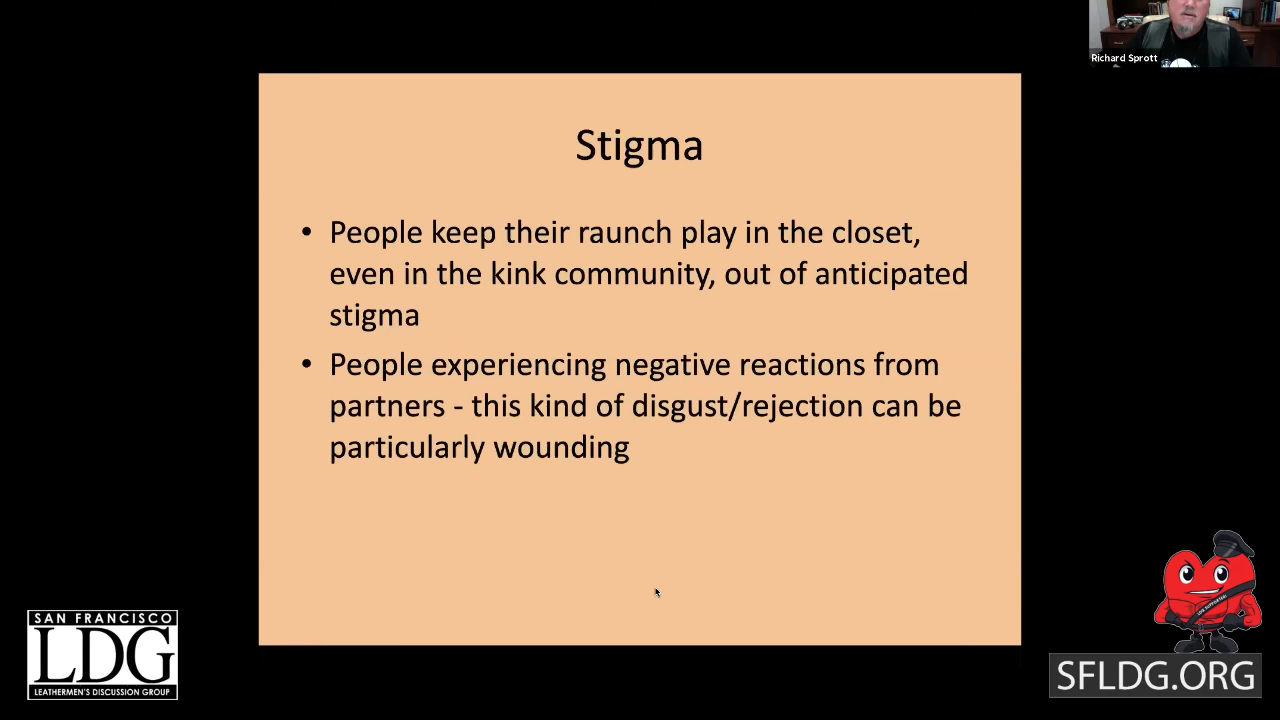 Richard Sprott
Stigma
• People keep their raunch play in the closet,
even in the kink community, out of anticipated
stigma
• People experiencing negative reactions from
partners - this kind of disgust/rejection can be
particularly wounding
SAN FRANCISCO
LDG
LEATHERMEN'S DISCUSSION GROUP
LDG SUPPORTER!
SFLDG.ORG